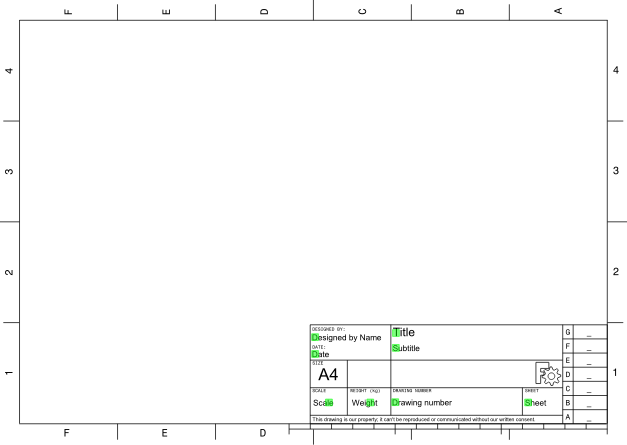 F E D C B A
4 4
3 3
2 2
DESIGNED BY:
Designed by Name
DATE:
Date
Title
Subtitle
G _
F _
E _
SIZE
A4
D _
1 1
SCALE
Scale
WEIGHT (kg)
Weight
DRAWING NUMBER
Drawing number
SHEET
Sheet
C _
B _
This drawing is our property; it can't be reproduced or communicated without our written consent.
A _
F E D